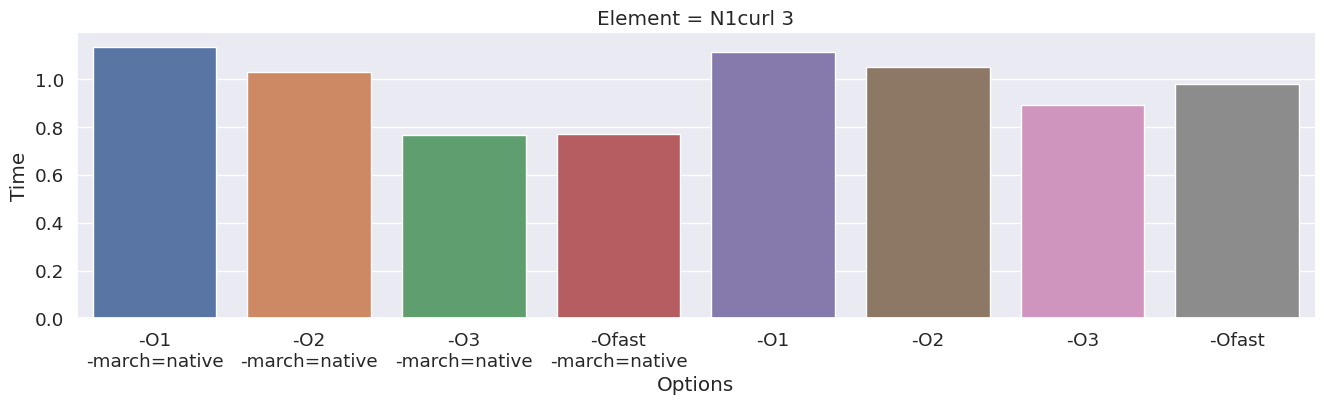 Element = N1curl 3
Time
1.0
0.8
0.6
0.4
0.2
0.0
-O1 -O2 -O3 -Ofast -O1 -O2 -O3 -Ofast
-march=native -march=native -march=native -march=native
Options